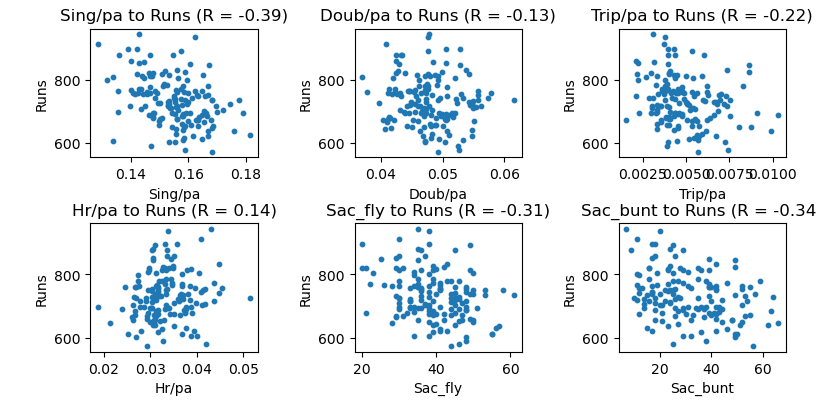 Sing/pa to Runs (R = -0.39)
Doub/pa to Runs (R = -0.13)
Trip/pa to Runs (R = -0.22)
Runs
800
600
0.14 0.16 0.18
Sing/pa
Runs
800
600
0.04 0.05 0.06
Doub/pa
Runs
800
600
0.0025 0.0050 0.0075 0.0100
Trip/pa
Hr/pa to Runs (R = 0.14)
Sac_fly to Runs (R = -0.31)
Sac_bunt to Runs (R = -0.34
Runs
800
600
0.02 0.03 0.04 0.05
Hr/pa
Runs
800
600
20 40 60
Sac_fly
Runs
800
600
20 40 60
Sac_bunt